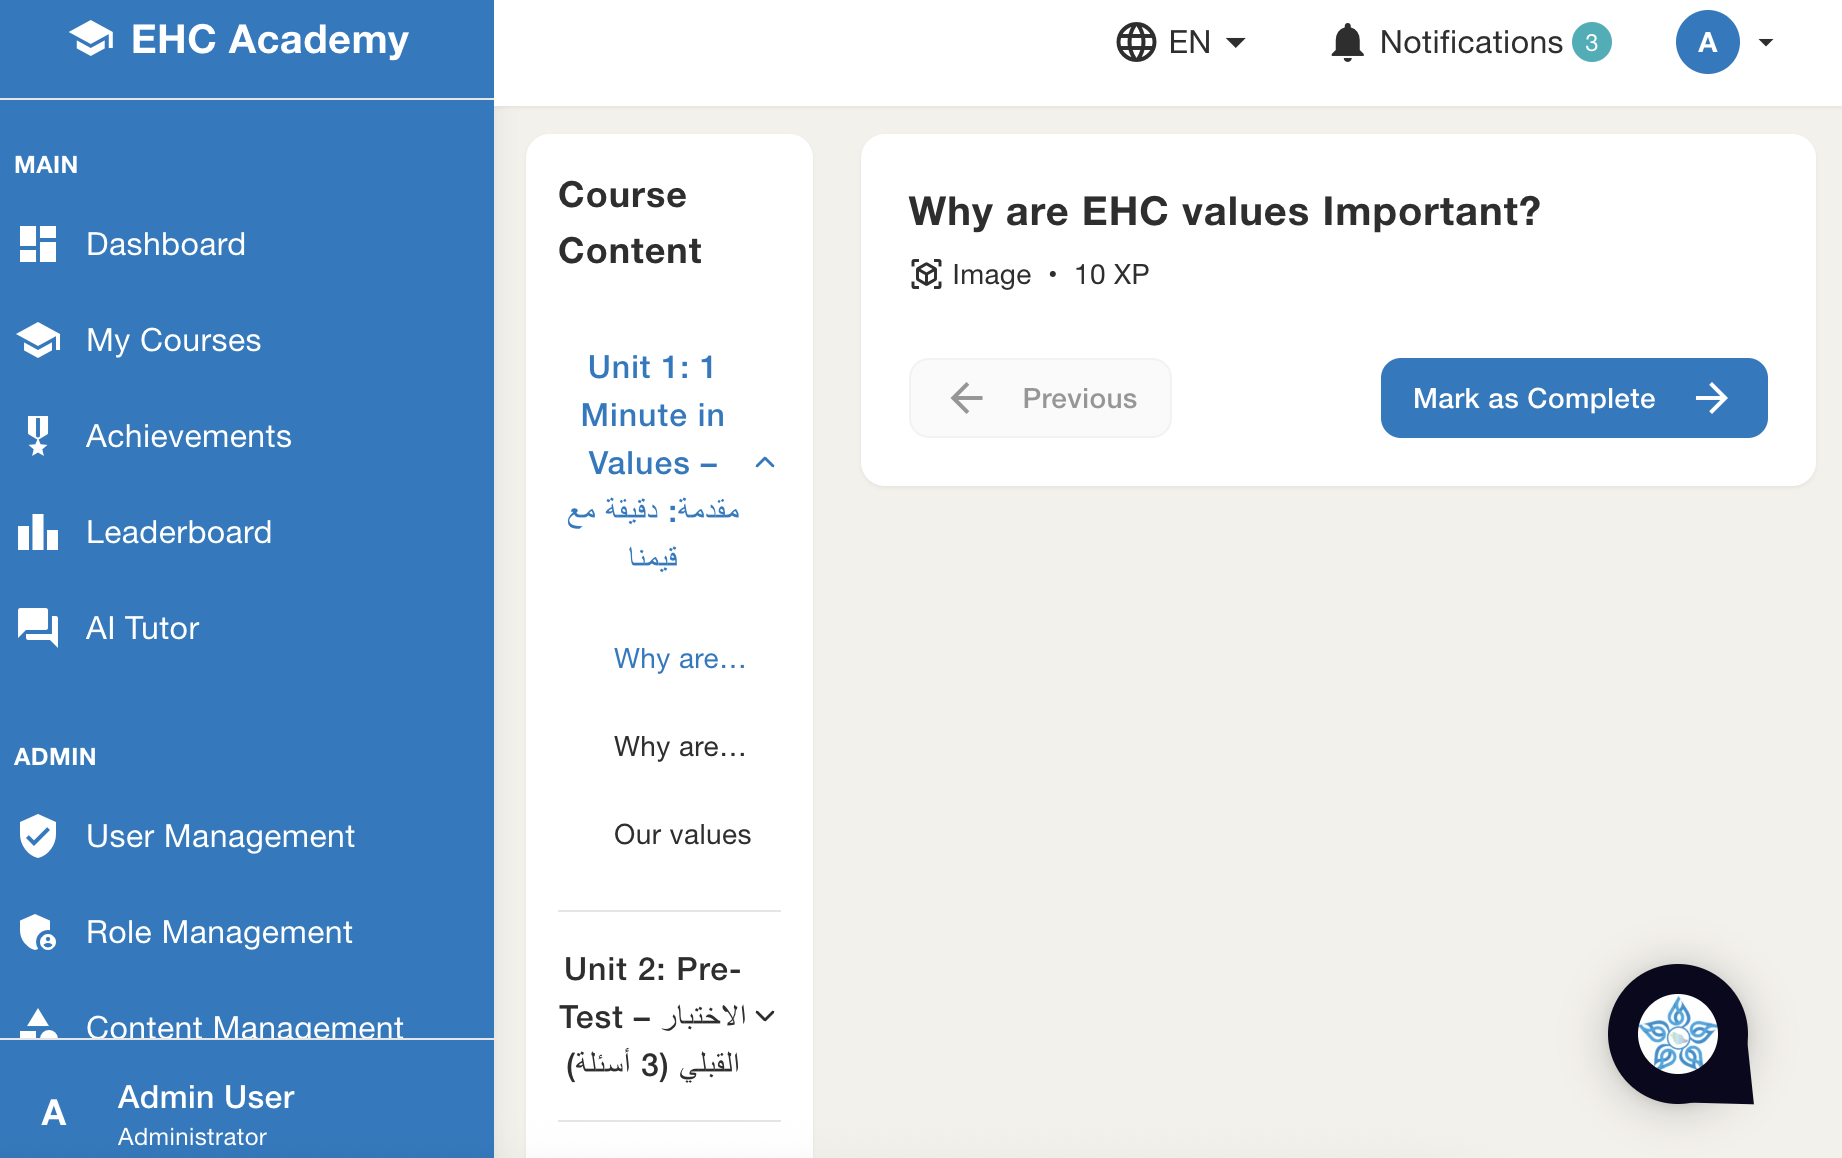 EHC Academy
EN
Notifications 3
A
MAIN
Dashboard
My Courses
Achievements
Leaderboard
AI Tutor
ADMIN
User Management
Role Management
Content Management
A
Admin User
Administrator
Course
Content
Unit 1: 1
Minute in
Values –
مقدمة: دقيقة مع
قيمنا
Why are...
Why are...
Our values
Unit 2: Pre-
Test – الاختبار
القبلي (3 أسئلة)
Why are EHC values Important?
Image • 10 XP
Previous
Mark as Complete